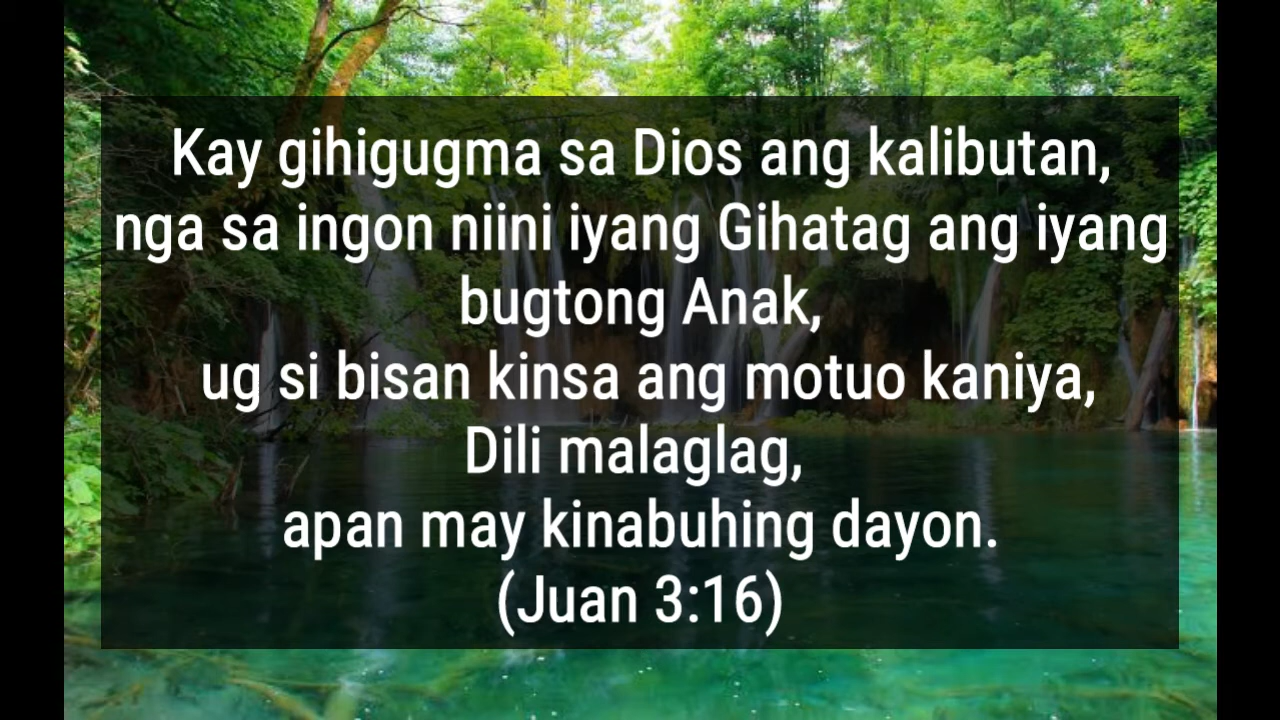 Kay gihigugma sa Dios ang kalibutan,
nga sa ingon niini iyang Gihatag ang iyang
bugtong Anak,
ug si bisan kinsa ang motuo kaniya,
Dili malaglag,
apan may kinabuhing dayon.
(Juan 3:16)